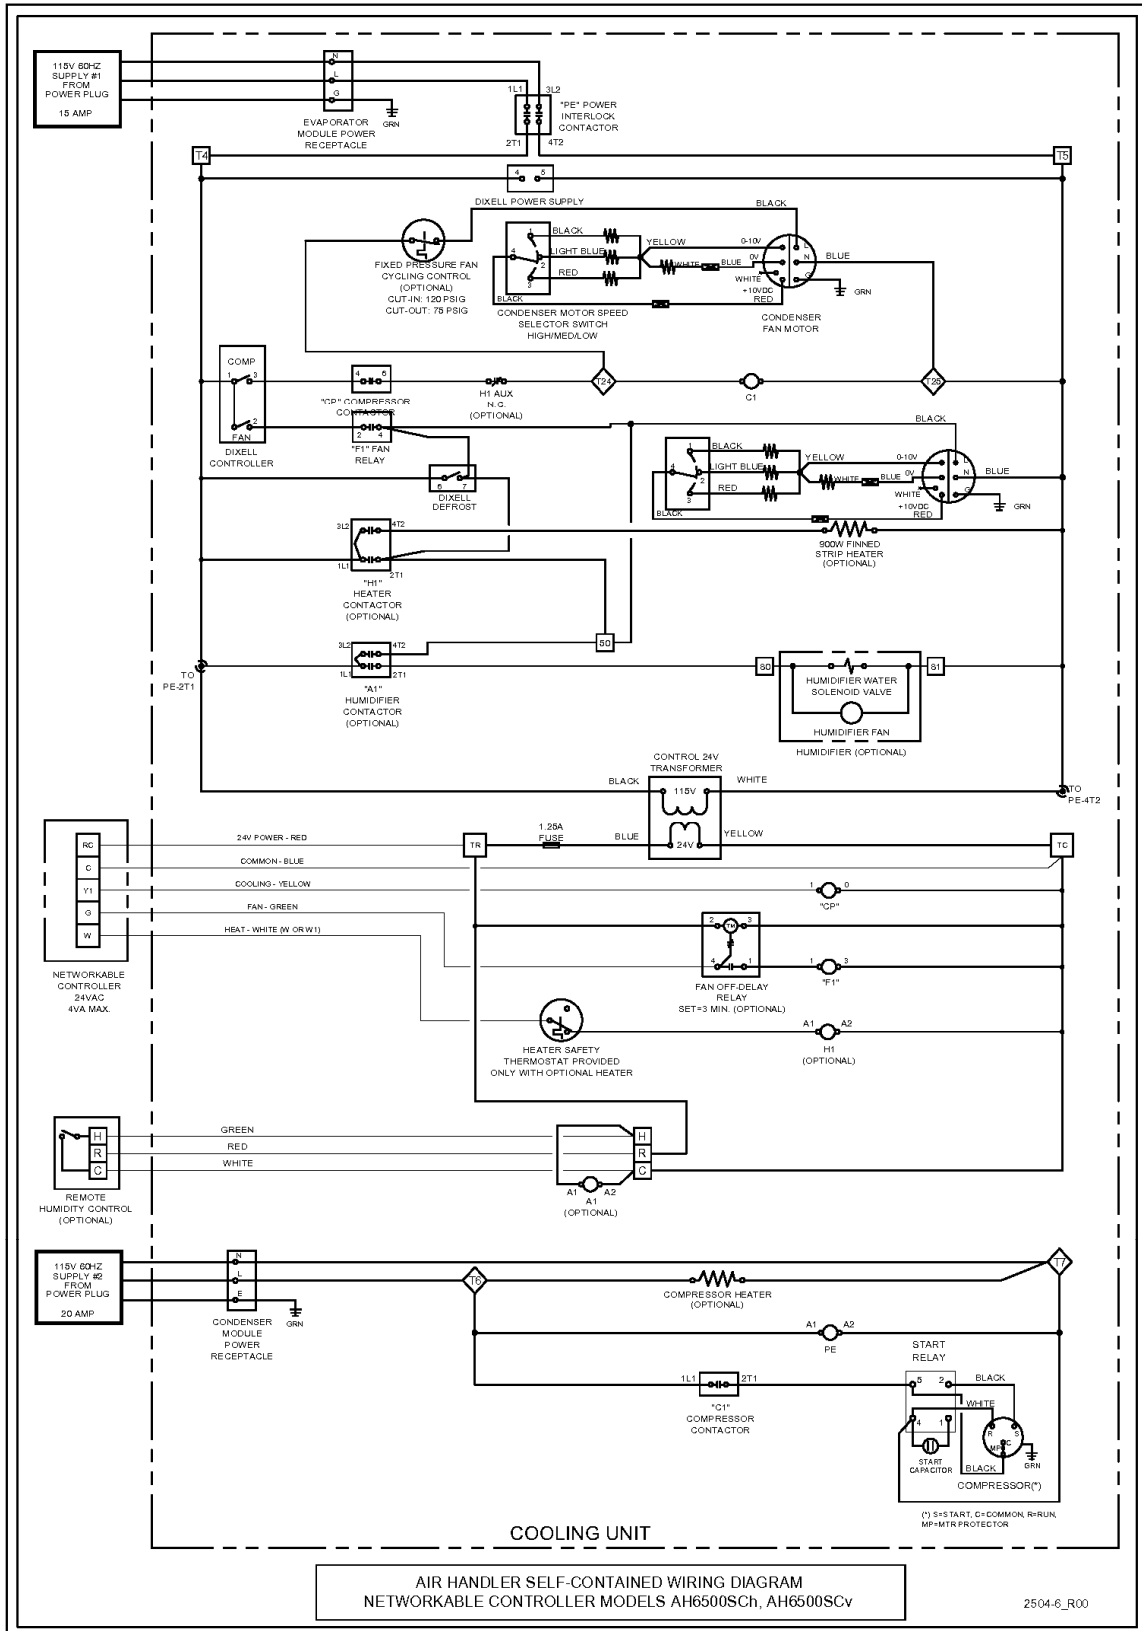 115V 60HZ
SUPPLY #1
FROM
POWER PLUG
15 AMP
N
L
G
GRN
EVAPORATOR
MODULE POWER
RECEPTACLE
1L1
3L2
"PE" POWER
INTERLOCK
CONTACTOR
2T1
4T2
T4
T5
4
5
DIXELL POWER SUPPLY
BLACK
FIXED PRESSURE FAN
CYCLING CONTROL
(OPTIONAL)
CUT-IN: 120 PSIG
CUT-OUT: 75 PSIG
1
4
2
3
BLACK
LIGHT BLUE
RED
BLACK
YELLOW
WHITE
BLUE
0-10V
0V
WHITE
+10VDC
RED
L
N
G
BLUE
GRN
CONDENSER MOTOR SPEED
SELECTOR SWITCH
HIGH/MED/LOW
CONDENSER
FAN MOTOR
COMP
1
3
2
FAN
DIXELL
CONTROLLER
4
6
"CP" COMPRESSOR
CONTACTOR
H1 AUX
N.C.
(OPTIONAL)
T24
C1
T25
2
4
"F1" FAN
RELAY
6
7
DIXELL
DEFROST
BLACK
1
4
2
3
BLACK
LIGHT BLUE
RED
BLACK
YELLOW
WHITE
BLUE
0-10V
0V
WHITE
+10VDC
RED
L
N
G
BLUE
GRN
3L2
4T2
1L1
2T1
"H1"
HEATER
CONTACTOR
(OPTIONAL)
900W FINNED
STRIP HEATER
(OPTIONAL)
50
3L2
4T2
1L1
2T1
"A1"
HUMIDIFIER
CONTACTOR
(OPTIONAL)
TO
PE-2T1
80
81
HUMIDIFIER WATER
SOLENOID VALVE
HUMIDIFIER FAN
HUMIDIFIER (OPTIONAL)
CONTROL 24V
TRANSFORMER
BLACK
115V
WHITE
TO
PE-4T2
1.25A
FUSE
BLUE
24V
YELLOW
TR
TC
RC
C
Y1
G
W
24V POWER - RED
COMMON - BLUE
COOLING - YELLOW
FAN - GREEN
HEAT - WHITE (W OR W1)
NETWORKABLE
CONTROLLER
24VAC
4VA MAX.
1
0
"CP"
2
TM
3
4
1
FAN OFF-DELAY
RELAY
SET=3 MIN. (OPTIONAL)
1
3
"F1"
HEATER SAFETY
THERMOSTAT PROVIDED
ONLY WITH OPTIONAL HEATER
A1
A2
H1
(OPTIONAL)
H
R
C
GREEN
RED
WHITE
REMOTE
HUMIDITY CONTROL
(OPTIONAL)
H
R
C
A1
A2
A1
(OPTIONAL)
115V 60HZ
SUPPLY #2
FROM
POWER PLUG
20 AMP
N
L
E
GRN
CONDENSER
MODULE
POWER
RECEPTACLE
T6
T7
COMPRESSOR HEATER
(OPTIONAL)
A1
A2
PE
1L1
2T1
"C1"
COMPRESSOR
CONTACTOR
START
RELAY
5
2
4
1
BLACK
WHITE
R
S
C
MP
GRN
START
CAPACITOR
BLACK
COMPRESSOR(*)
(*) S=START, C=COMMON, R=RUN,
MP=MTR PROTECTOR
COOLING UNIT
AIR HANDLER SELF-CONTAINED WIRING DIAGRAM
NETWORKABLE CONTROLLER MODELS AH6500SCh, AH6500SCv
2504-6_R00